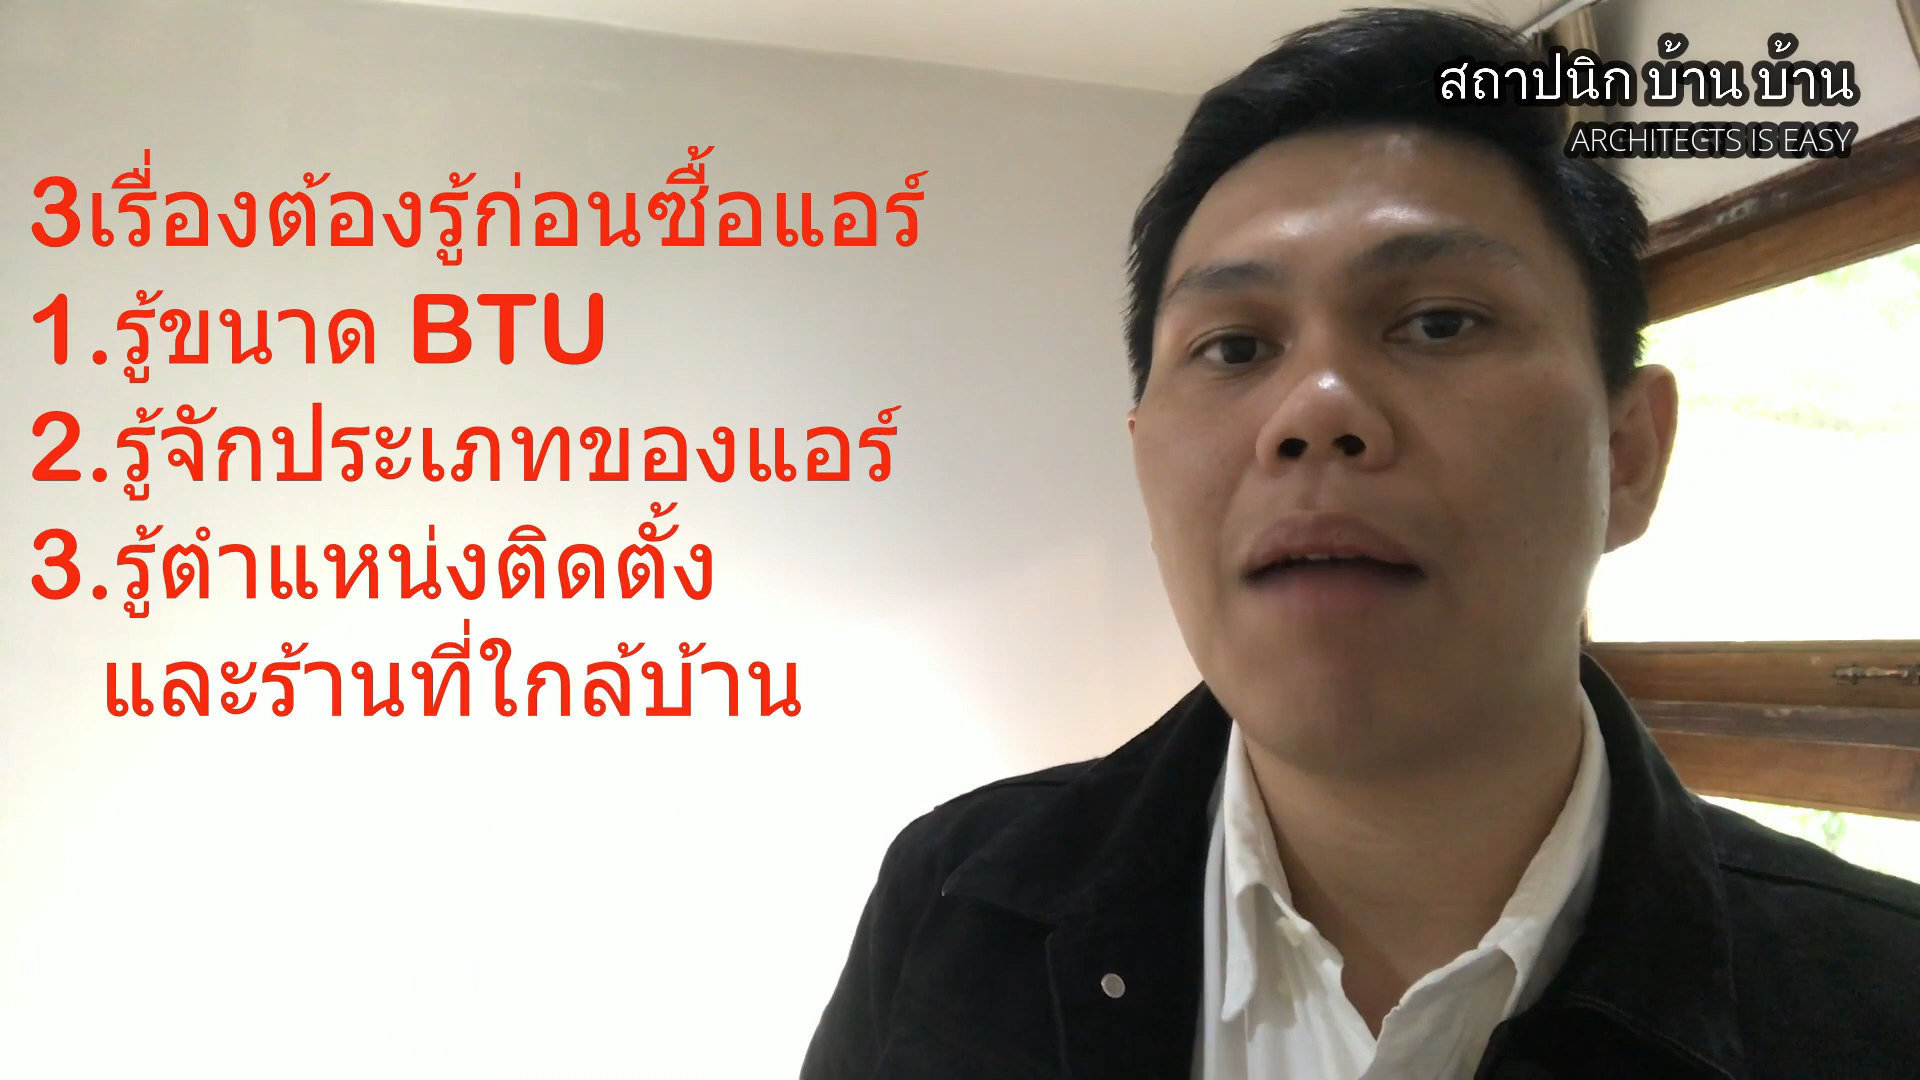 สถาปนิก บ้าน บ้าน
ARCHITECTS IS EASY
3เรื่องต้องรู้ก่อนซื้อแอร์
1.รู้ขนาด BTU
2.รู้จักประเภทของแอร์
3.รู้ตำแหน่งติดตั้ง
และร้านที่ใกล้บ้าน